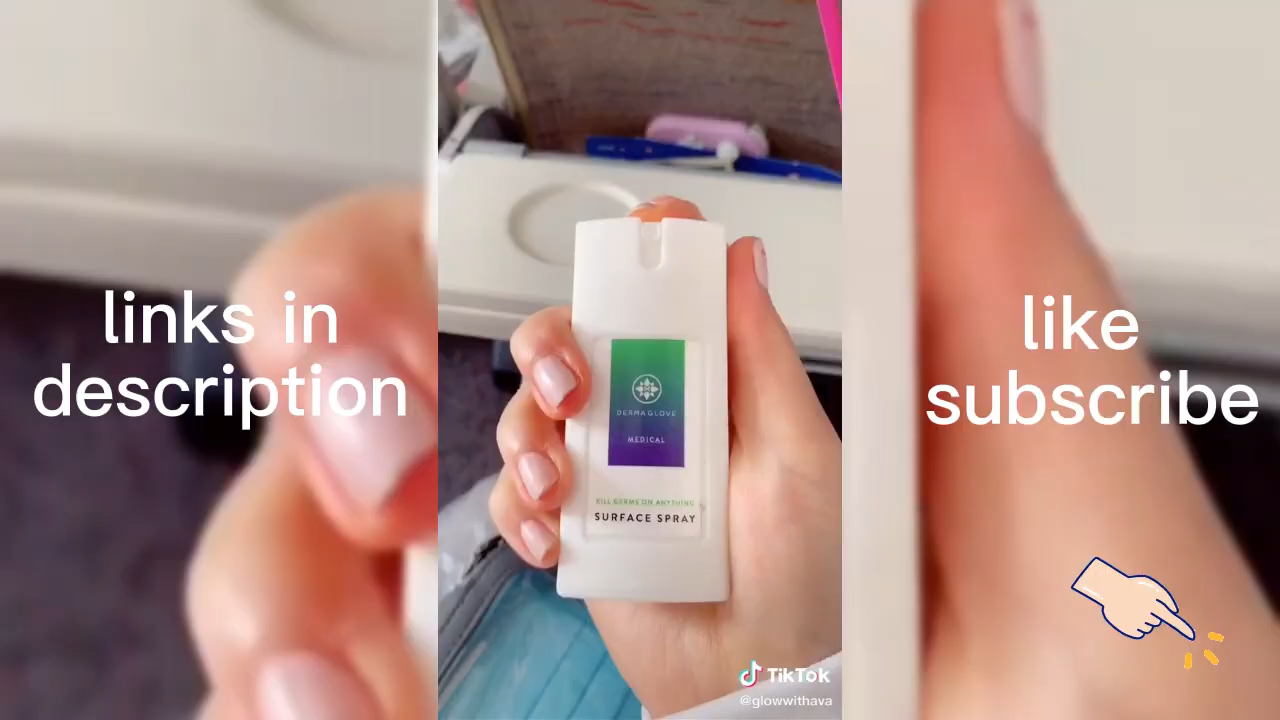 links in
description
DERMAGLOVE
MEDICAL
KILL GERMS ON ANYTHING
SURFACE SPRAY
TikTok
@glowwithava
like
subscribe